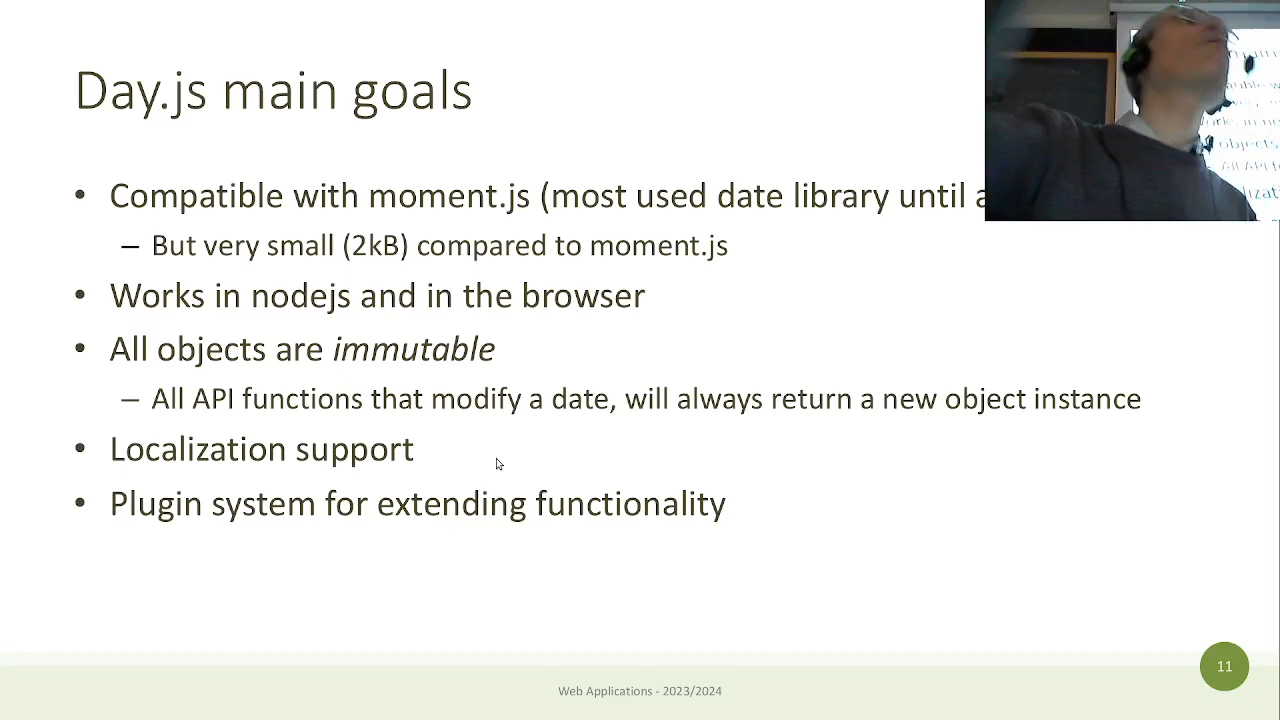 Day.js main goals
• Compatible with moment.js (most used date library until
– But very small (2kB) compared to moment.js
• Works in nodejs and in the browser
• All objects are immutable
– All API functions that modify a date, will always return a new object instance
• Localization support
• Plugin system for extending functionality
Web Applications - 2023/2024
11